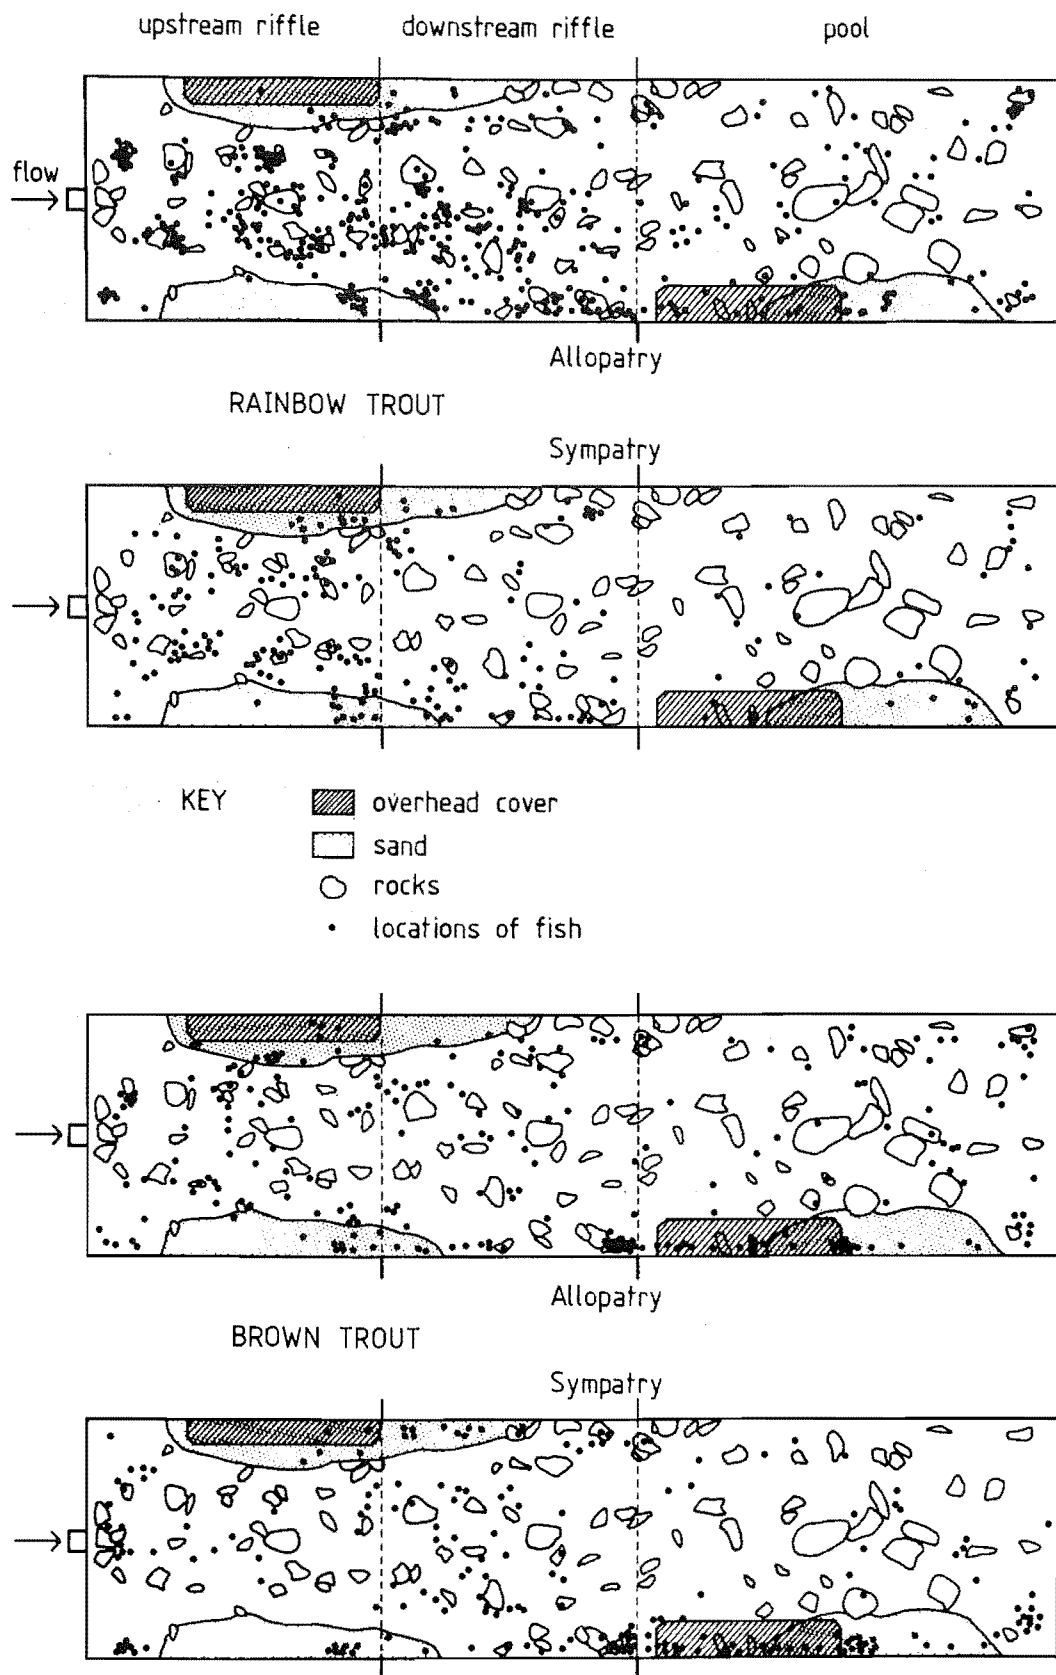 upstream riffle downstream riffle pool
flow
Allopatry
RAINBOW TROUT
Sympatry
KEY
overhead cover
sand
rocks
locations of fish
Allopatry
BROWN TROUT
Sympatry